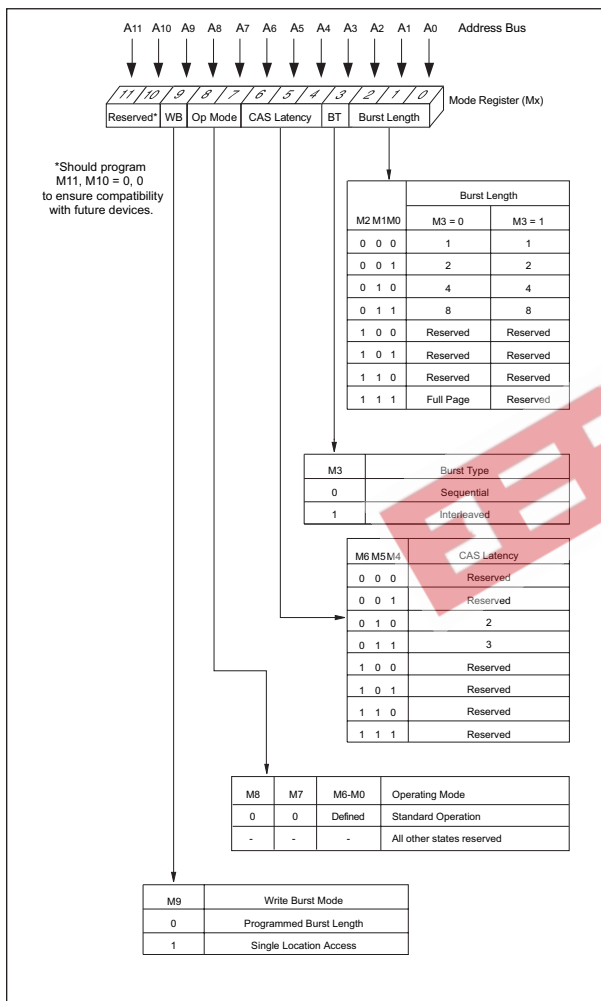 A11 A10 A9 A8 A7 A6 A5 A4 A3 A2 A1 A0 Address Bus
11 10 9 8 7 6 5 4 3 2 1 0 Mode Register (Mx)
Reserved* WB Op Mode CAS Latency BT Burst Length
*Should program
M11, M10 = 0, 0
to ensure compatibility
with future devices.
Burst Length
M2 M1 M0 M3 = 0 M3 = 1
0 0 0 1 1
0 0 1 2 2
0 1 0 4 4
0 1 1 8 8
1 0 0 Reserved Reserved
1 0 1 Reserved Reserved
1 1 0 Reserved Reserved
1 1 1 Full Page Reserved
M3 Burst Type
0 Sequential
1 Interleaved
M6 M5 M4 CAS Latency
0 0 0 Reserved
0 0 1 Reserved
0 1 0 2
0 1 1 3
1 0 0 Reserved
1 0 1 Reserved
1 1 0 Reserved
1 1 1 Reserved
M8 M7 M6-M0 Operating Mode
0 0 Defined Standard Operation
- - - All other states reserved
M9 Write Burst Mode
0 Programmed Burst Length
1 Single Location Access